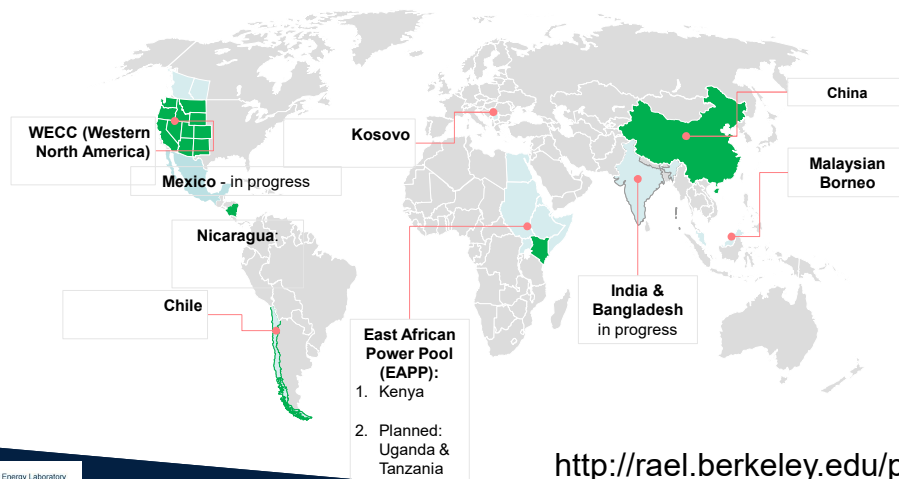 China
WECC (Western
North America)
Kosovo
Malaysian
Borneo
Mexico - in progress
Nicaragua:
India &
Bangladesh
in progress
Chile
East African
Power Pool
(EAPP):
1. Kenya
2. Planned:
Uganda &
Tanzania
Energy Laboratory
http://rael.berkeley.edu/p